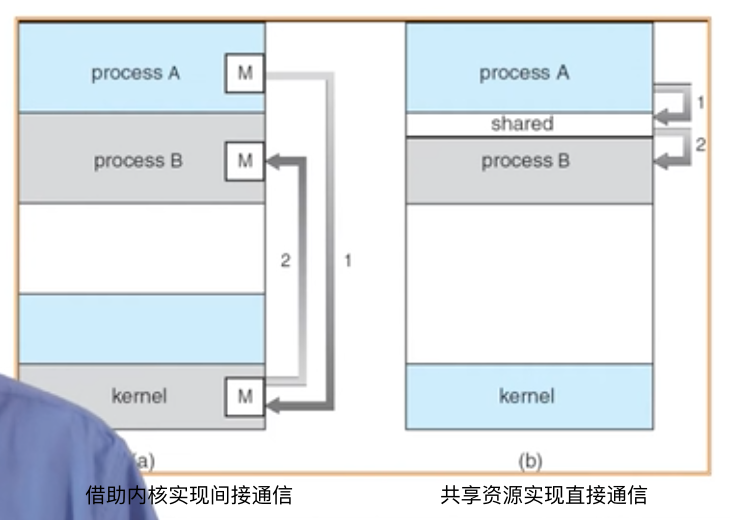 process A
M
process B
M
2
1
kernel
M
(a)
借助内核实现间接通信
process A
1
shared
2
process B
kernel
(b)
共享资源实现直接通信